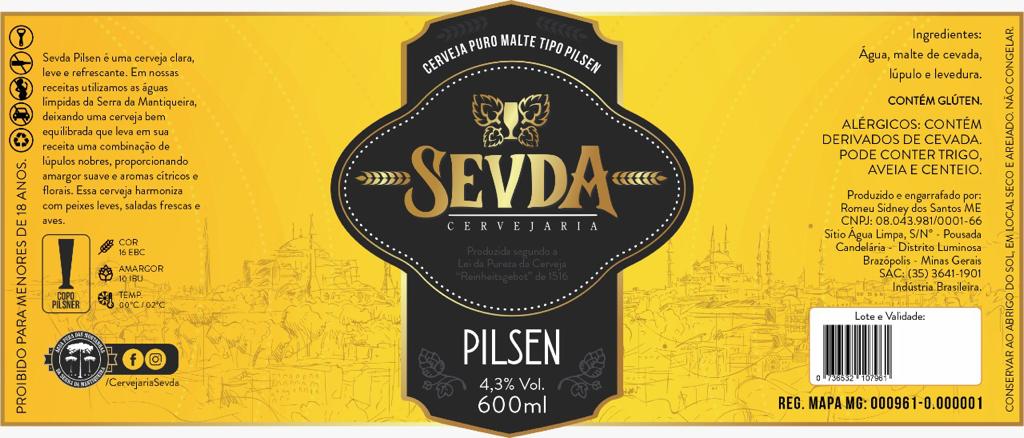 PROIBIDO PARA MENORES DE 18 ANOS.
Sevda Pilsen é uma cerveja clara,
leve e refrescante. Em nossas
receitas utilizamos as águas
límpidas da Serra da Mantiqueira,
deixando uma cerveja bem
equilibrada que leva em sua
receita uma combinação de
lúpulos nobres, proporcionando
amargor suave e aromas cítricos e
florais. Essa cerveja harmoniza
com peixes leves, saladas frescas e
aves.
COPO
PILSNER
COR
16 EBC
AMARGOR
10 IBU
TEMP.
00°C / 02°C
/CervejariaSevda
CERVEJA PURO MALTE TIPO PILSEN
SEVDA
CERVEJARIA
Produzida segundo a
Lei da Pureza da Cerveja
"Reinheitsgebot" de 1516
PILSEN
4,3% Vol.
600ml
Ingredientes:
Água, malte de cevada,
lúpulo e levedura.
CONTÉM GLÚTEN.
ALÉRGICOS: CONTÉM
DERIVADOS DE CEVADA.
PODE CONTER TRIGO,
AVEIA E CENTEIO.
Produzido e engarrafado por:
Romeu Sidney dos Santos ME
CNPJ: 08.043.981/0001-66
Sítio Água Limpa, S/N° - Pousada
Candelária - Distrito Luminosa
Brazópolis - Minas Gerais
SAC: (35) 3641-1901
Indústria Brasileira.
Lote e Validade:
0 736532 107961
REG. MAPA MG: 000961-0.000001
CONSERVAR AO ABRIGO DO SOL, EM LOCAL SECO E AREJADO. NÃO CONGELAR.